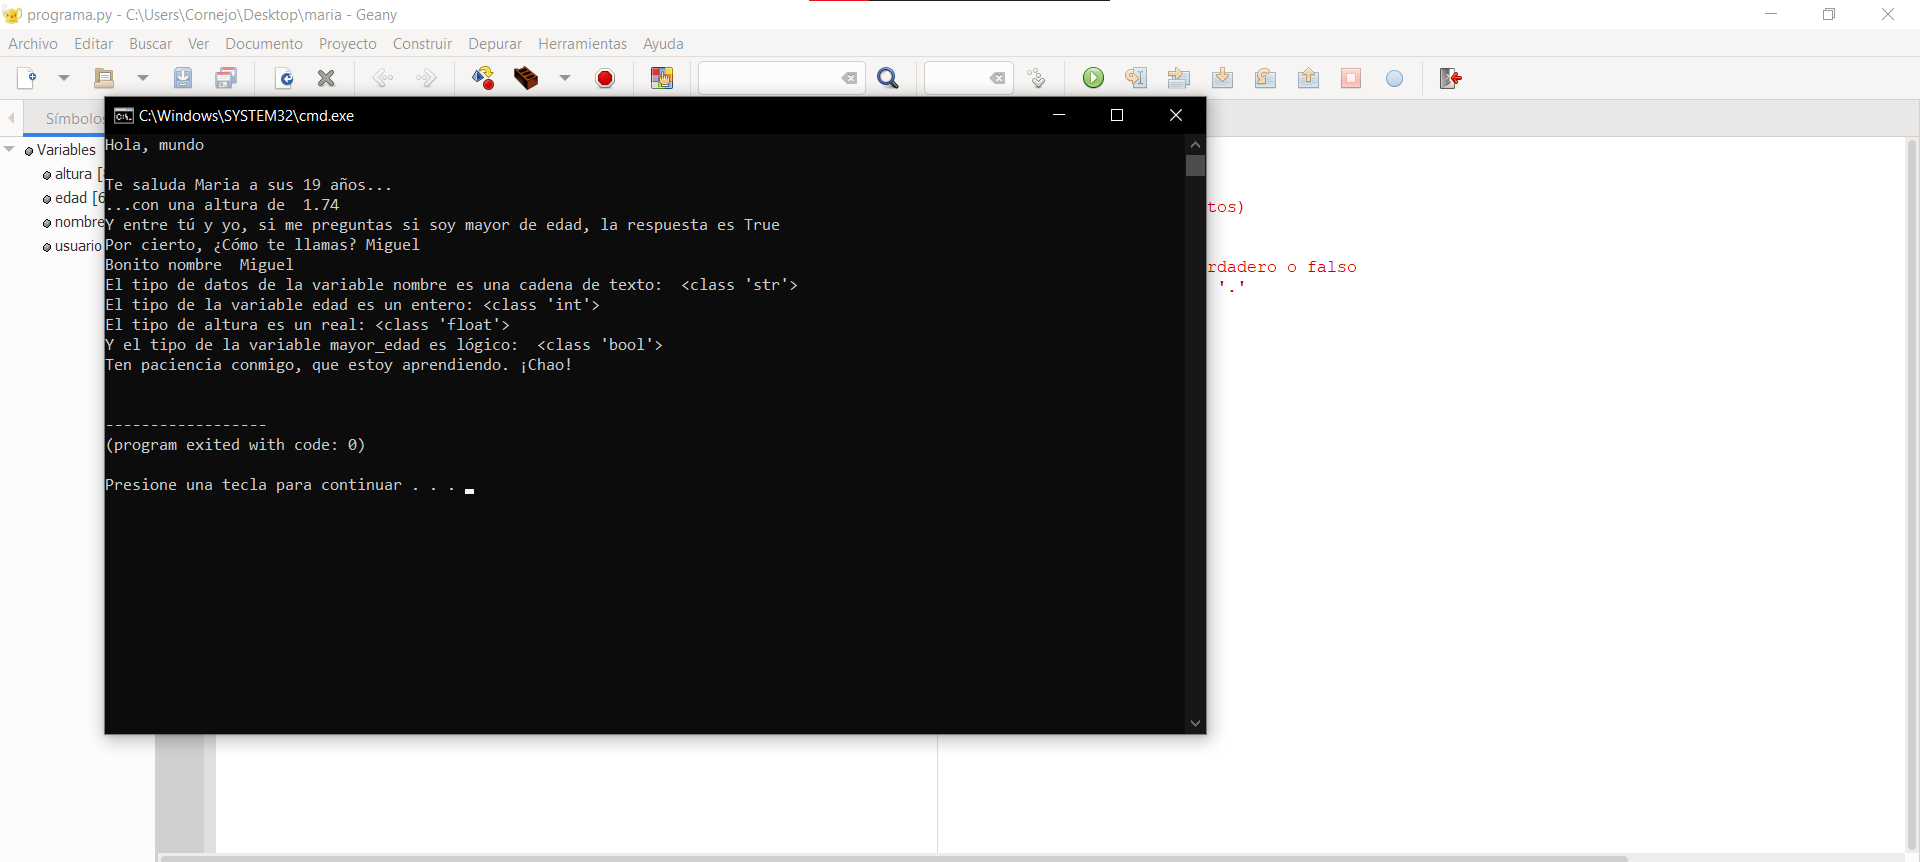 programa.py - C:\Users\Cornejo\Desktop\maria - Geany
Archivo Editar Buscar Ver Documento Proyecto Construir Depurar Herramientas Ayuda
Símbolos
Variables
altura [
edad [6
nombre
usuario
C:\Windows\SYSTEM32\cmd.exe
Hola, mundo
Te saluda Maria a sus 19 años...
...con una altura de  1.74
Y entre tú y yo, si me preguntas si soy mayor de edad, la respuesta es True
Por cierto, ¿Cómo te llamas? Miguel
Bonito nombre  Miguel
El tipo de datos de la variable nombre es una cadena de texto:  <class 'str'>
El tipo de la variable edad es un entero: <class 'int'>
El tipo de altura es un real: <class 'float'>
Y el tipo de la variable mayor_edad es lógico:  <class 'bool'>
Ten paciencia conmigo, que estoy aprendiendo. ¡Chao!
------------------
(program exited with code: 0)
Presione una tecla para continuar . . .
tos)
rdadero o falso
'.'